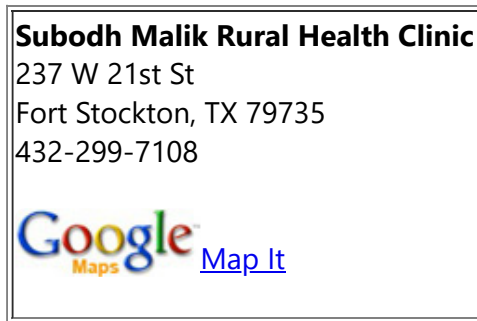 Subodh Malik Rural Health Clinic
237 W 21st St
Fort Stockton, TX 79735
432-299-7108
Google
Maps
Map It